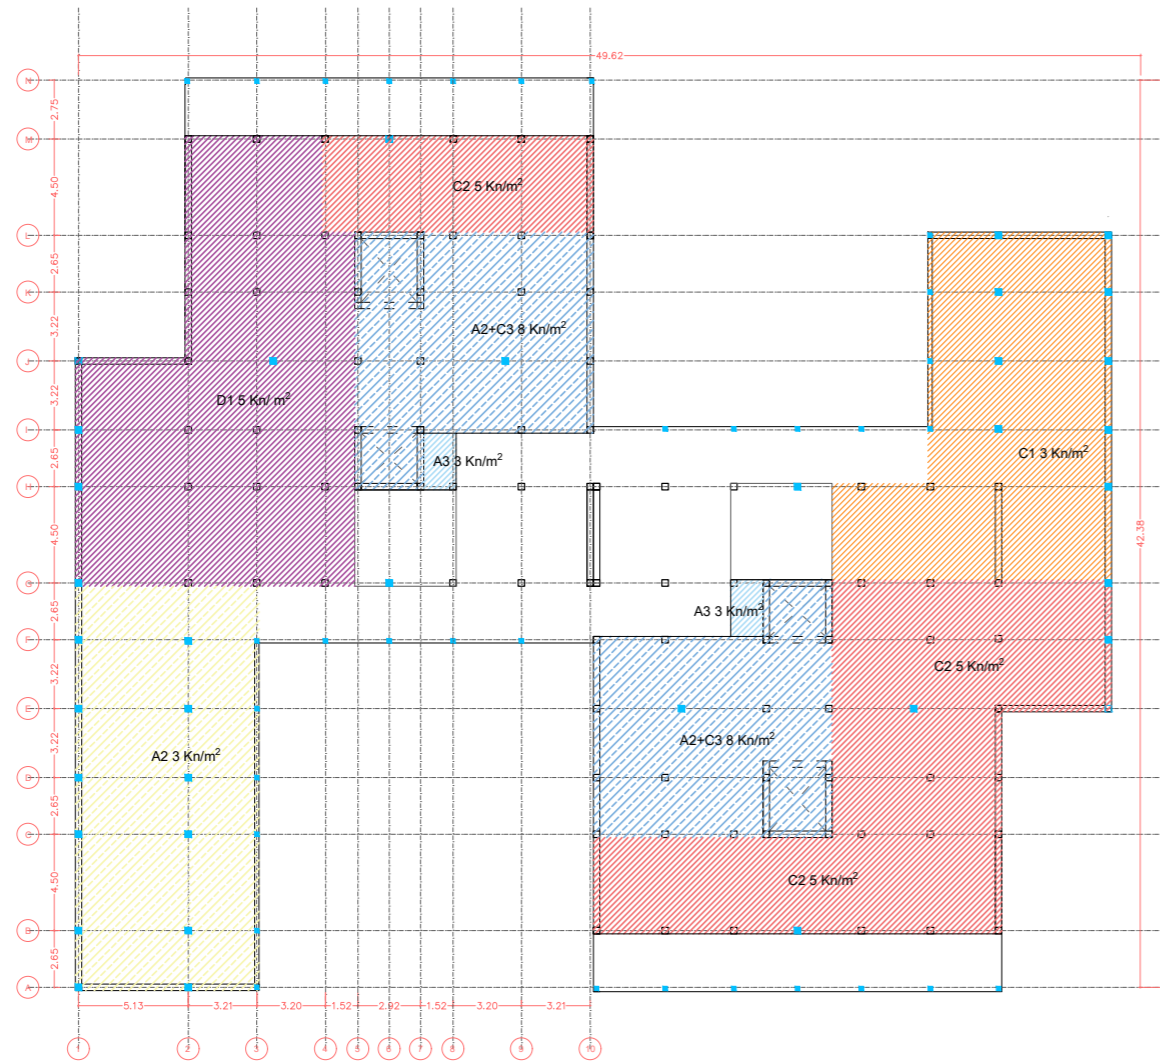 49.62
N
2.75
M
4.50
C2 5 Kn/m²
L
2.65
K
3.22
A2+C3 8 Kn/m²
J
3.22
D1 5 Kn/ m²
I
C1 3 Kn/m²
2.65
A3 3 Kn/m²
H
4.50
42.38
G
2.65
A3 3 Kn/m²
F
3.22
C2 5 Kn/m²
E
3.22
A2 3 Kn/m²
A2+C3 8 Kn/m²
D
2.65
C
4.50
C2 5 Kn/m²
B
2.65
A
5.13 3.21 3.20 1.52 2.92 1.52 3.20 3.21
1 2 3 4 5 6 7 8 9 10